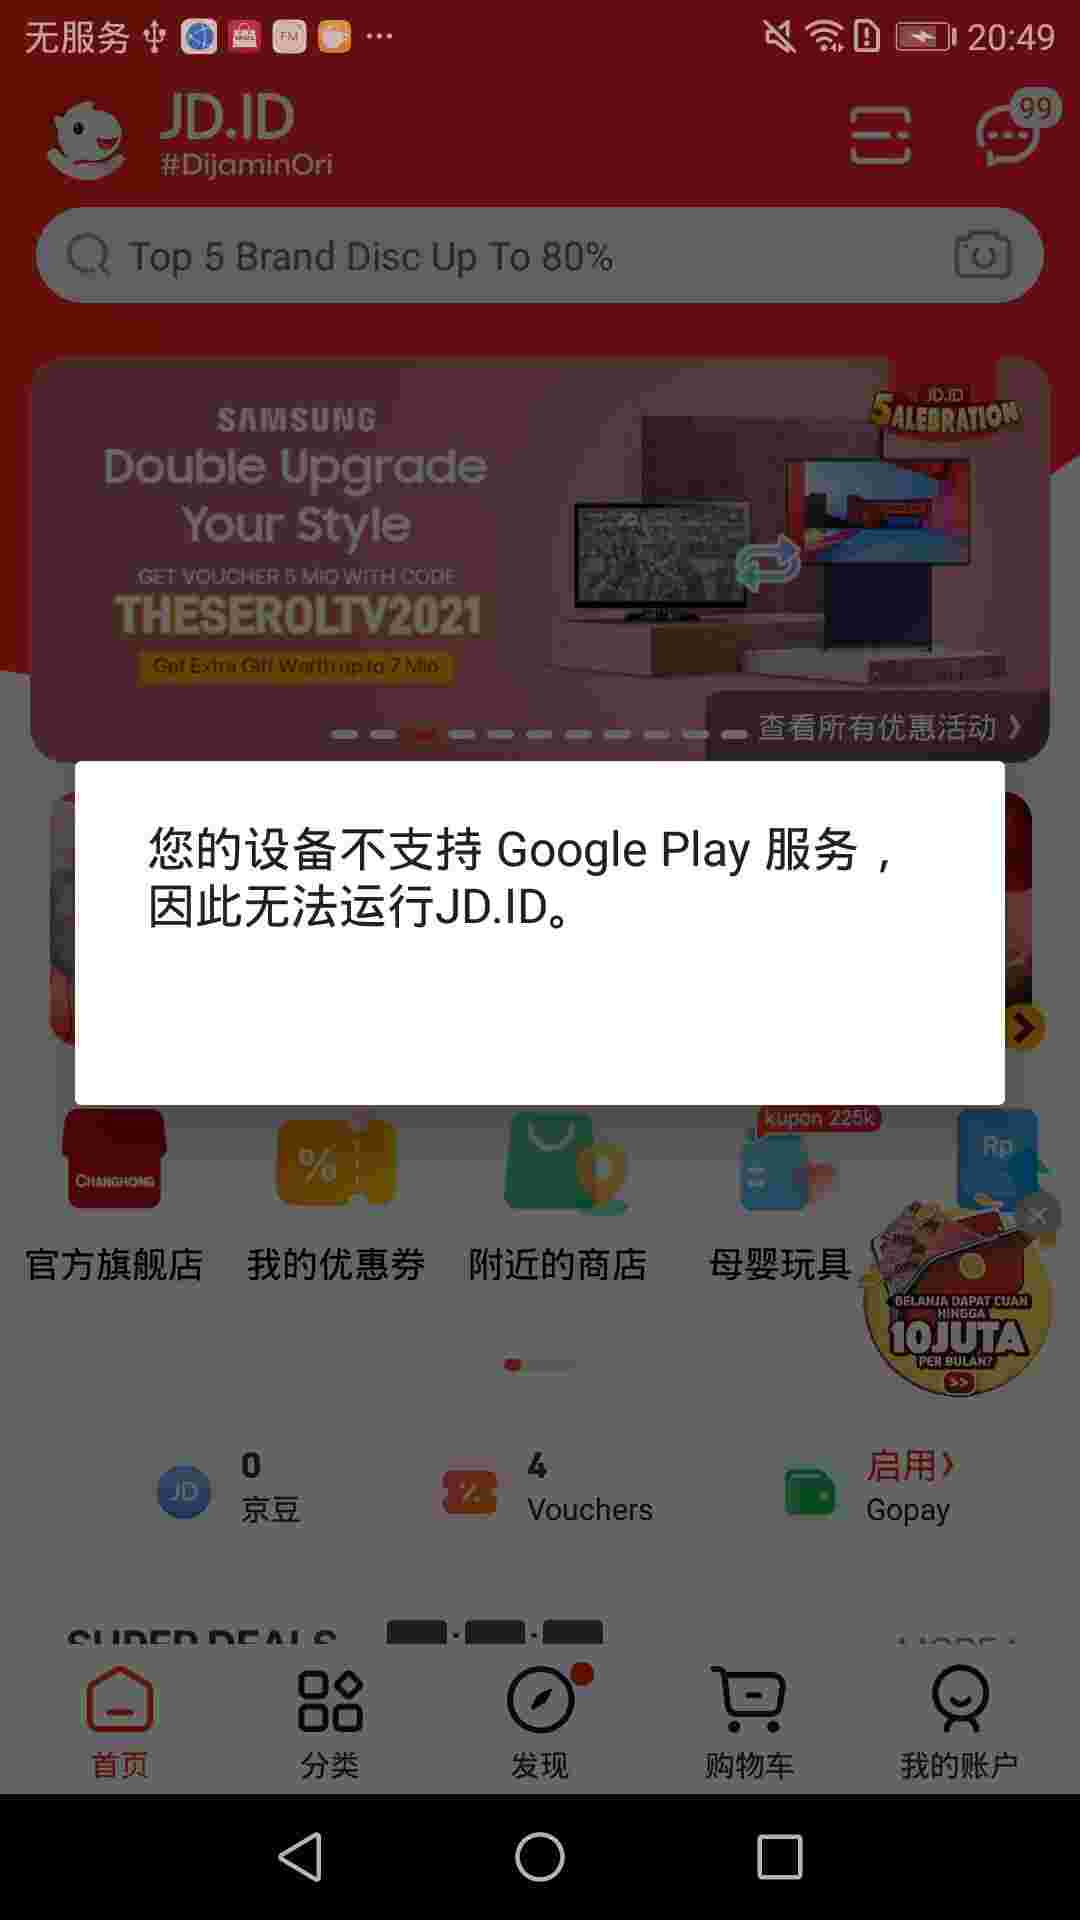 无服务
FM
20:49
JD.ID
#DijaminOri
99
Top 5 Brand Disc Up To 80%
JD.ID
5ALEBRATION
SAMSUNG
Double Upgrade
Your Style
GET VOUCHER 5 MIO WITH CODE
THESEROLTV2021
Get Extra Gift Worth up to 7 Mio
查看所有优惠活动
您的设备不支持 Google Play 服务，
因此无法运行JD.ID。
CHANGHONG
%
kupon 225k
Rp
官方旗舰店
我的优惠券
附近的商店
母婴玩具
BELANJA DAPAT CUAN
HINGGA
10JUTA
PER BULAN?
>>
JD
0
京豆
4
Vouchers
启用
Gopay
SUPER DEALS
首页
分类
发现
购物车
我的账户